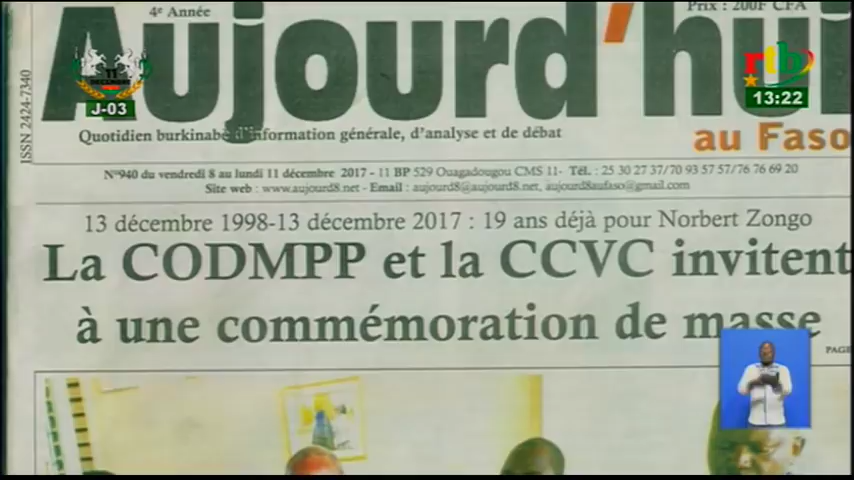 4e Année
Prix : 200F CFA
Aujourd'hui
au Faso
rtb
13:22
11
DECEMBRE
J-03
ISSN 2424-7340
Quotidien burkinabè d'information générale, d'analyse et de débat
N°940 du vendredi 8 au lundi 11 décembre 2017 - 11 BP 529 Ouagadougou CMS 11- TéL. : 25 30 27 37/70 93 57 57/76 76 69 20
Site web : www.aujourd8.net - Email : aujourd8@aujourd8.net, aujourd8aufaso@gmail.com
13 décembre 1998-13 décembre 2017 : 19 ans déjà pour Norbert Zongo
La CODMPP et la CCVC invitent
à une commémoration de masse
PAGE